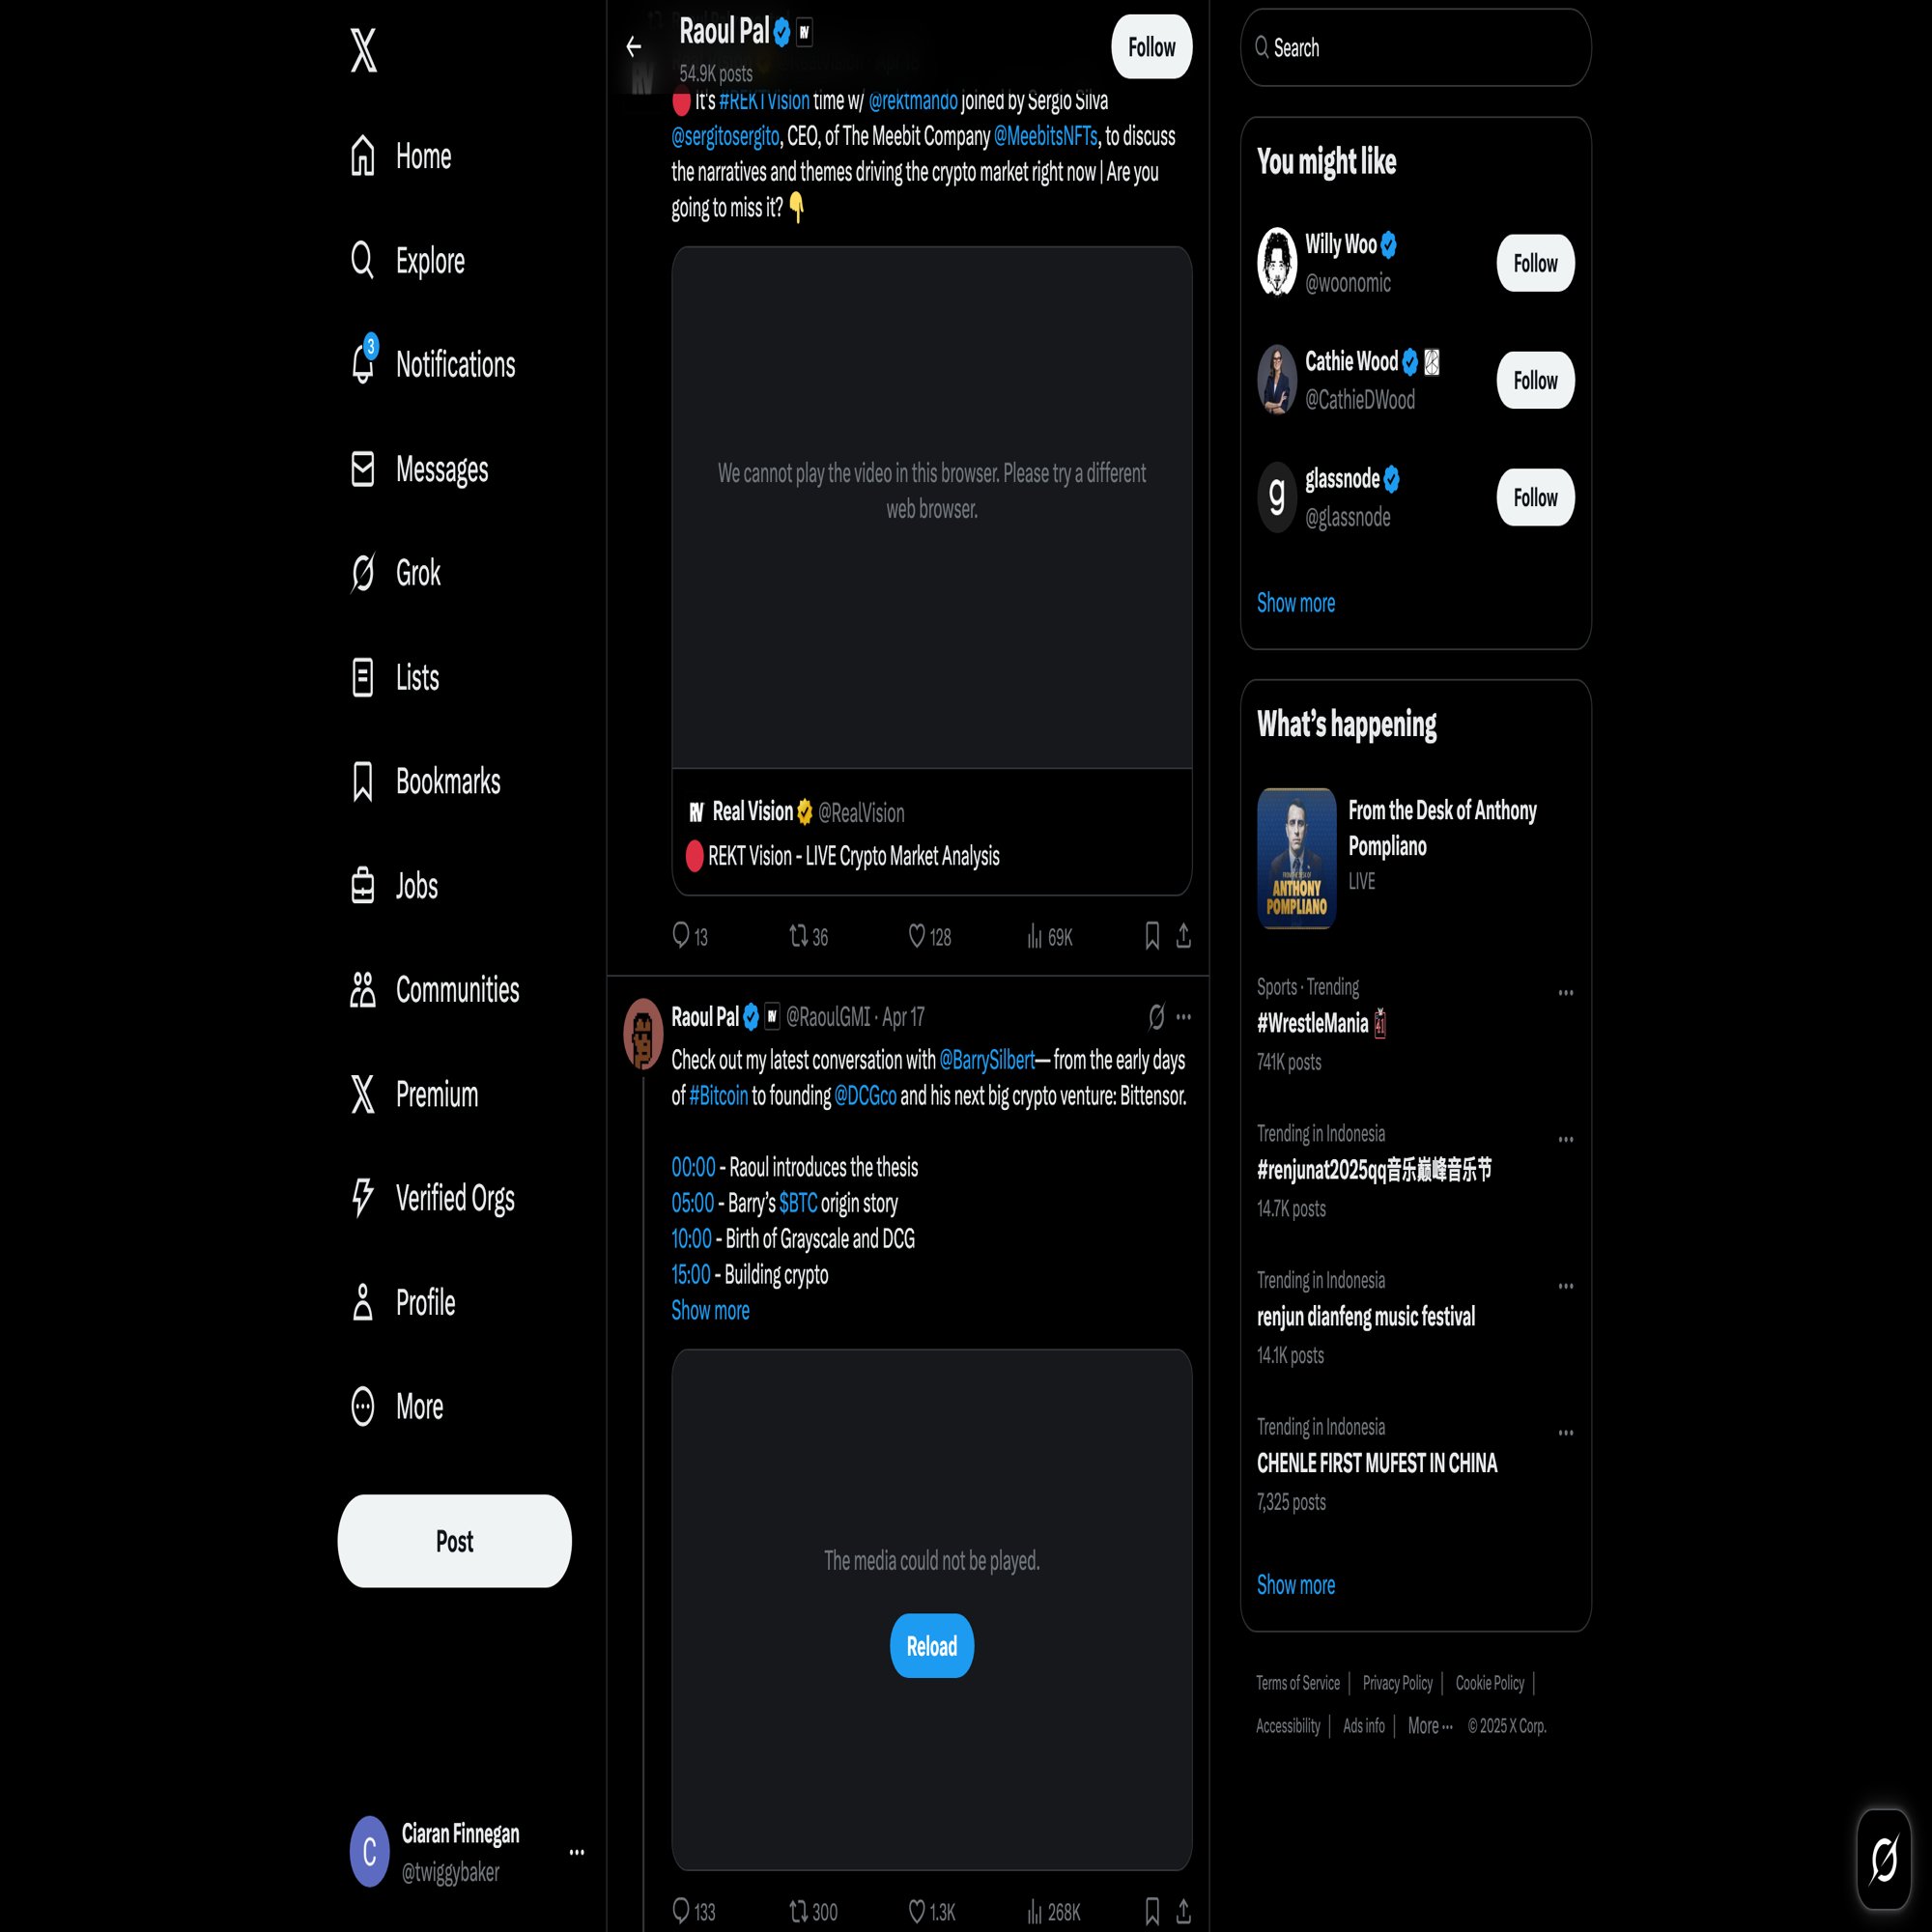 Home
Explore
3
Notifications
Messages
Grok
Lists
Bookmarks
Jobs
Communities
Premium
Verified Orgs
Profile
More
Post
C
Ciaran Finnegan
@twiggybaker
Raoul Pal
RV
54.9K posts
Follow
It's #REKTVision time w/ @rektmando joined by Sergio Silva
@sergitosergito, CEO, of The Meebit Company @MeebitsNFTs, to discuss
the narratives and themes driving the crypto market right now | Are you
going to miss it? 👇
We cannot play the video in this browser. Please try a different
web browser.
RV Real Vision @RealVision
🔴 REKT Vision - LIVE Crypto Market Analysis
13 36 128 69K
Raoul Pal RV @RaoulGMI · Apr 17
Check out my latest conversation with @BarrySilbert— from the early days
of #Bitcoin to founding @DCGco and his next big crypto venture: Bittensor.
00:00 - Raoul introduces the thesis
05:00 - Barry’s $BTC origin story
10:00 - Birth of Grayscale and DCG
15:00 - Building crypto
Show more
The media could not be played.
Reload
133 300 1.3K 268K
Search
You might like
Willy Woo
@woonomic
Follow
Cathie Wood
@CathieDWood
Follow
g
glassnode
@glassnode
Follow
Show more
What’s happening
ANTHONY
POMPLIANO
From the Desk of Anthony
Pompliano
LIVE
Sports · Trending
#WrestleMania
741K posts
Trending in Indonesia
#renjunat2025qq音乐巅峰音乐节
14.7K posts
Trending in Indonesia
renjun dianfeng music festival
14.1K posts
Trending in Indonesia
CHENLE FIRST MUFEST IN CHINA
7,325 posts
Show more
Terms of Service | Privacy Policy | Cookie Policy |
Accessibility | Ads info | More ··· © 2025 X Corp.